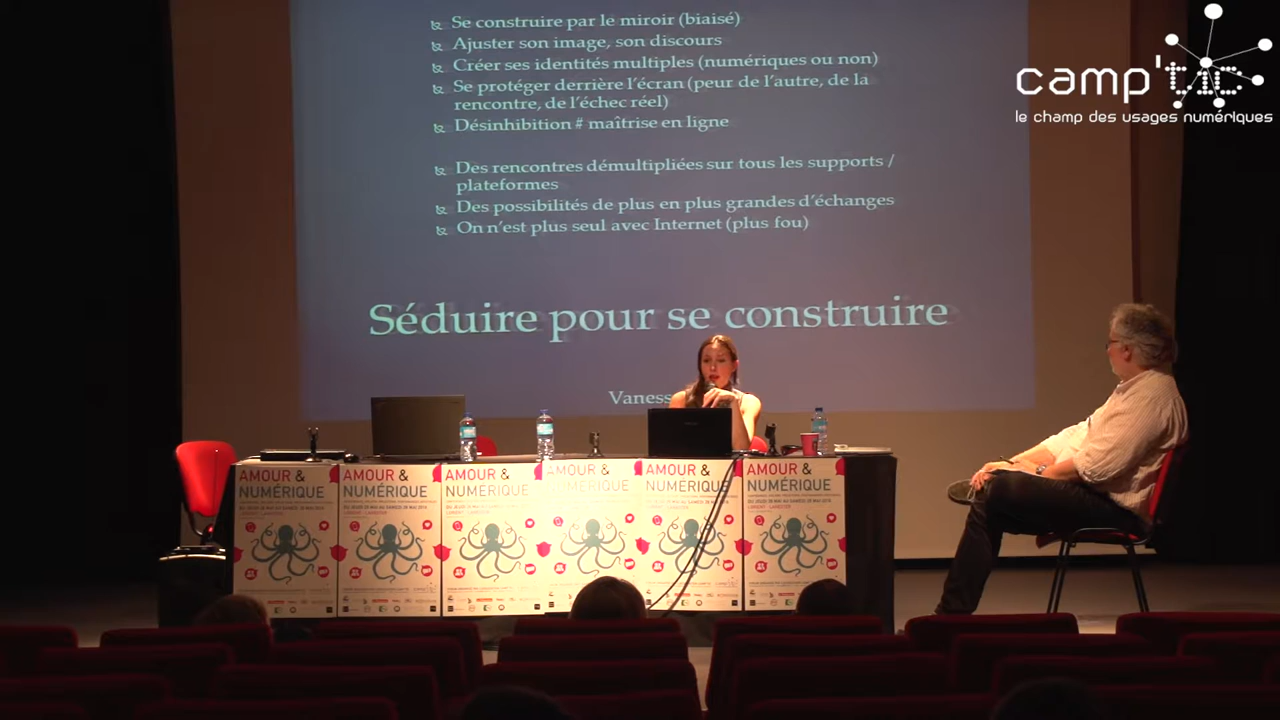 Se construire par le miroir (biaisé)
Ajuster son image, son discours
Créer ses identités multiples (numériques ou non)
Se protéger derrière l'écran (peur de l'autre, de la
rencontre, de l'échec réel)
Désinhibition # maîtrise en ligne
Des rencontres démultipliées sur tous les supports /
plateformes
Des possibilités de plus en plus grandes d'échanges
On n'est plus seul avec Internet (plus fou)
Séduire pour se construire
camp'tic
le champ des usages numériques
AMOUR &
NUMÉRIQUE
AMOUR &
NUMÉRIQUE
AMOUR &
NUMÉRIQUE
AMOUR &
NUMÉRIQUE
AMOUR &
NUMÉRIQUE
AMOUR &
NUMÉRIQUE